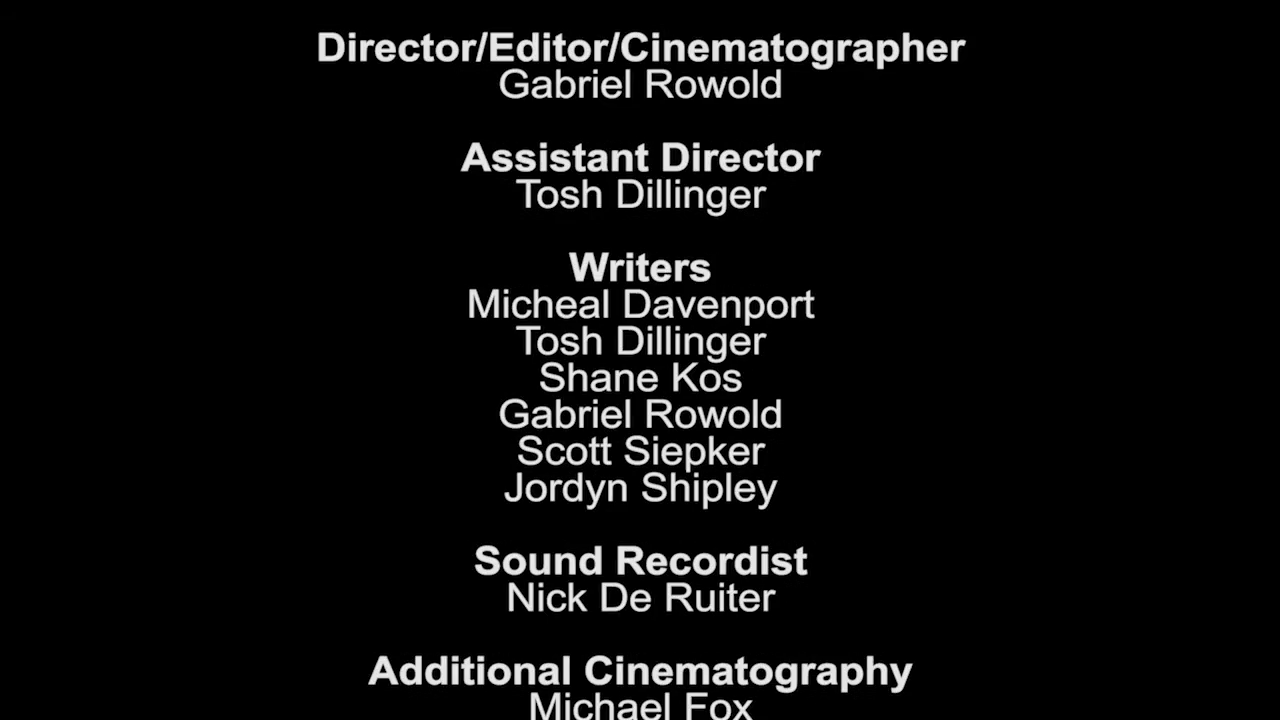 Director/Editor/Cinematographer
Gabriel Rowold
Assistant Director
Tosh Dillinger
Writers
Micheal Davenport
Tosh Dillinger
Shane Kos
Gabriel Rowold
Scott Siepker
Jordyn Shipley
Sound Recordist
Nick De Ruiter
Additional Cinematography
Michael Fox